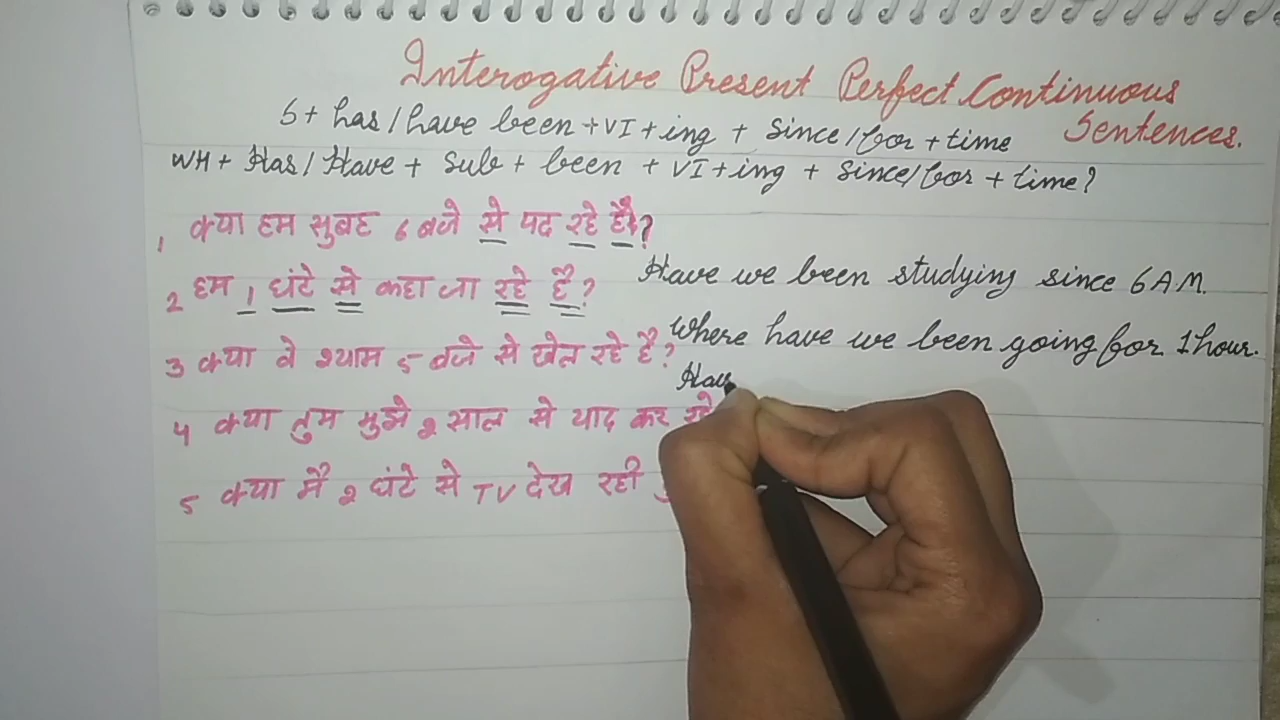 Interogative Present Perfect Continuous
Sentences.
S + has / have been + VI + ing + Since / for + time
WH + Has / Have + Sub + been + VI + ing + Since / for + time?
1 क्या हम सुबह 6 बजे से पढ रहे है?
Have we been studying since 6 A.M.
2 हम 1 घंटे से कहा जा रहे है?
Where have we been going for 1 hour.
3 क्या वे श्याम 5 बजे से खेल रहे है?
Hav
4 क्या तुम मुझे 2 साल से याद कर रहे
5 क्या मैं 2 घंटे से TV देख रही